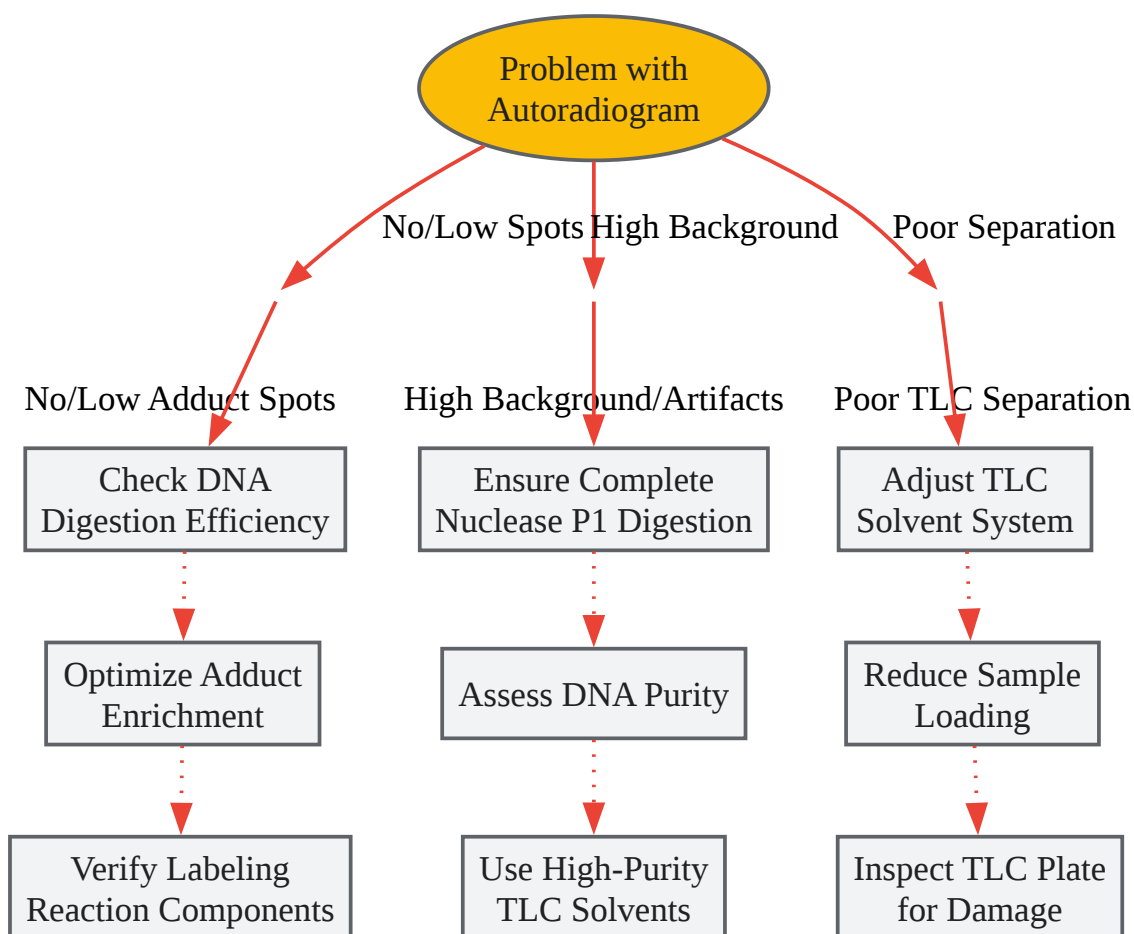 Problem with
Autoradiogram
No/Low Spots
High Background
Poor Separation
No/Low Adduct Spots
High Background/Artifacts
Poor TLC Separation
Check DNA
Digestion Efficiency
Ensure Complete
Nuclease P1 Digestion
Adjust TLC
Solvent System
Optimize Adduct
Enrichment
Assess DNA Purity
Reduce Sample
Loading
Verify Labeling
Reaction Components
Use High-Purity
TLC Solvents
Inspect TLC Plate
for Damage